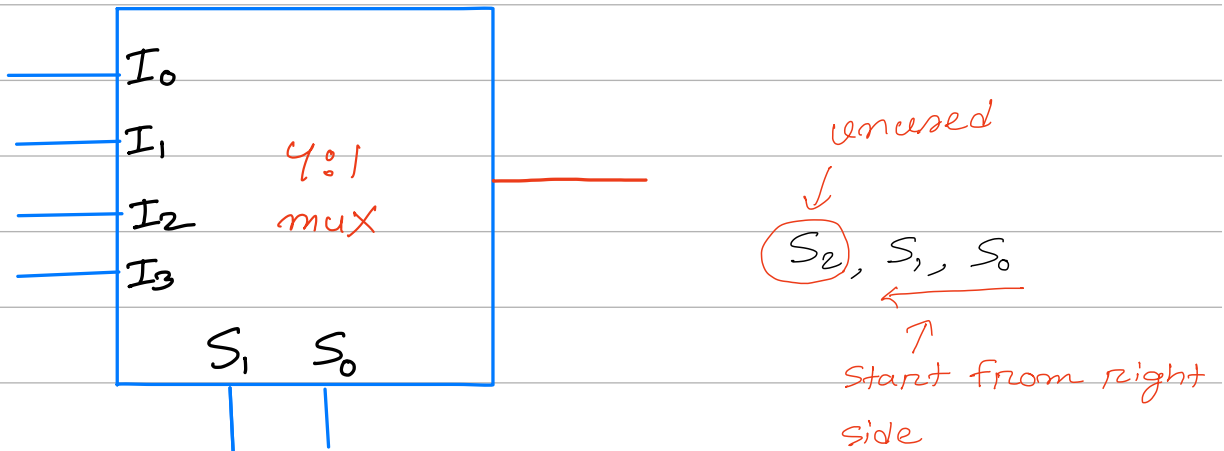 I₀
I₁
4:1
I₂
mux
I₃
S₁ S₀
unused
S₂, S₁, S₀
start from right
side